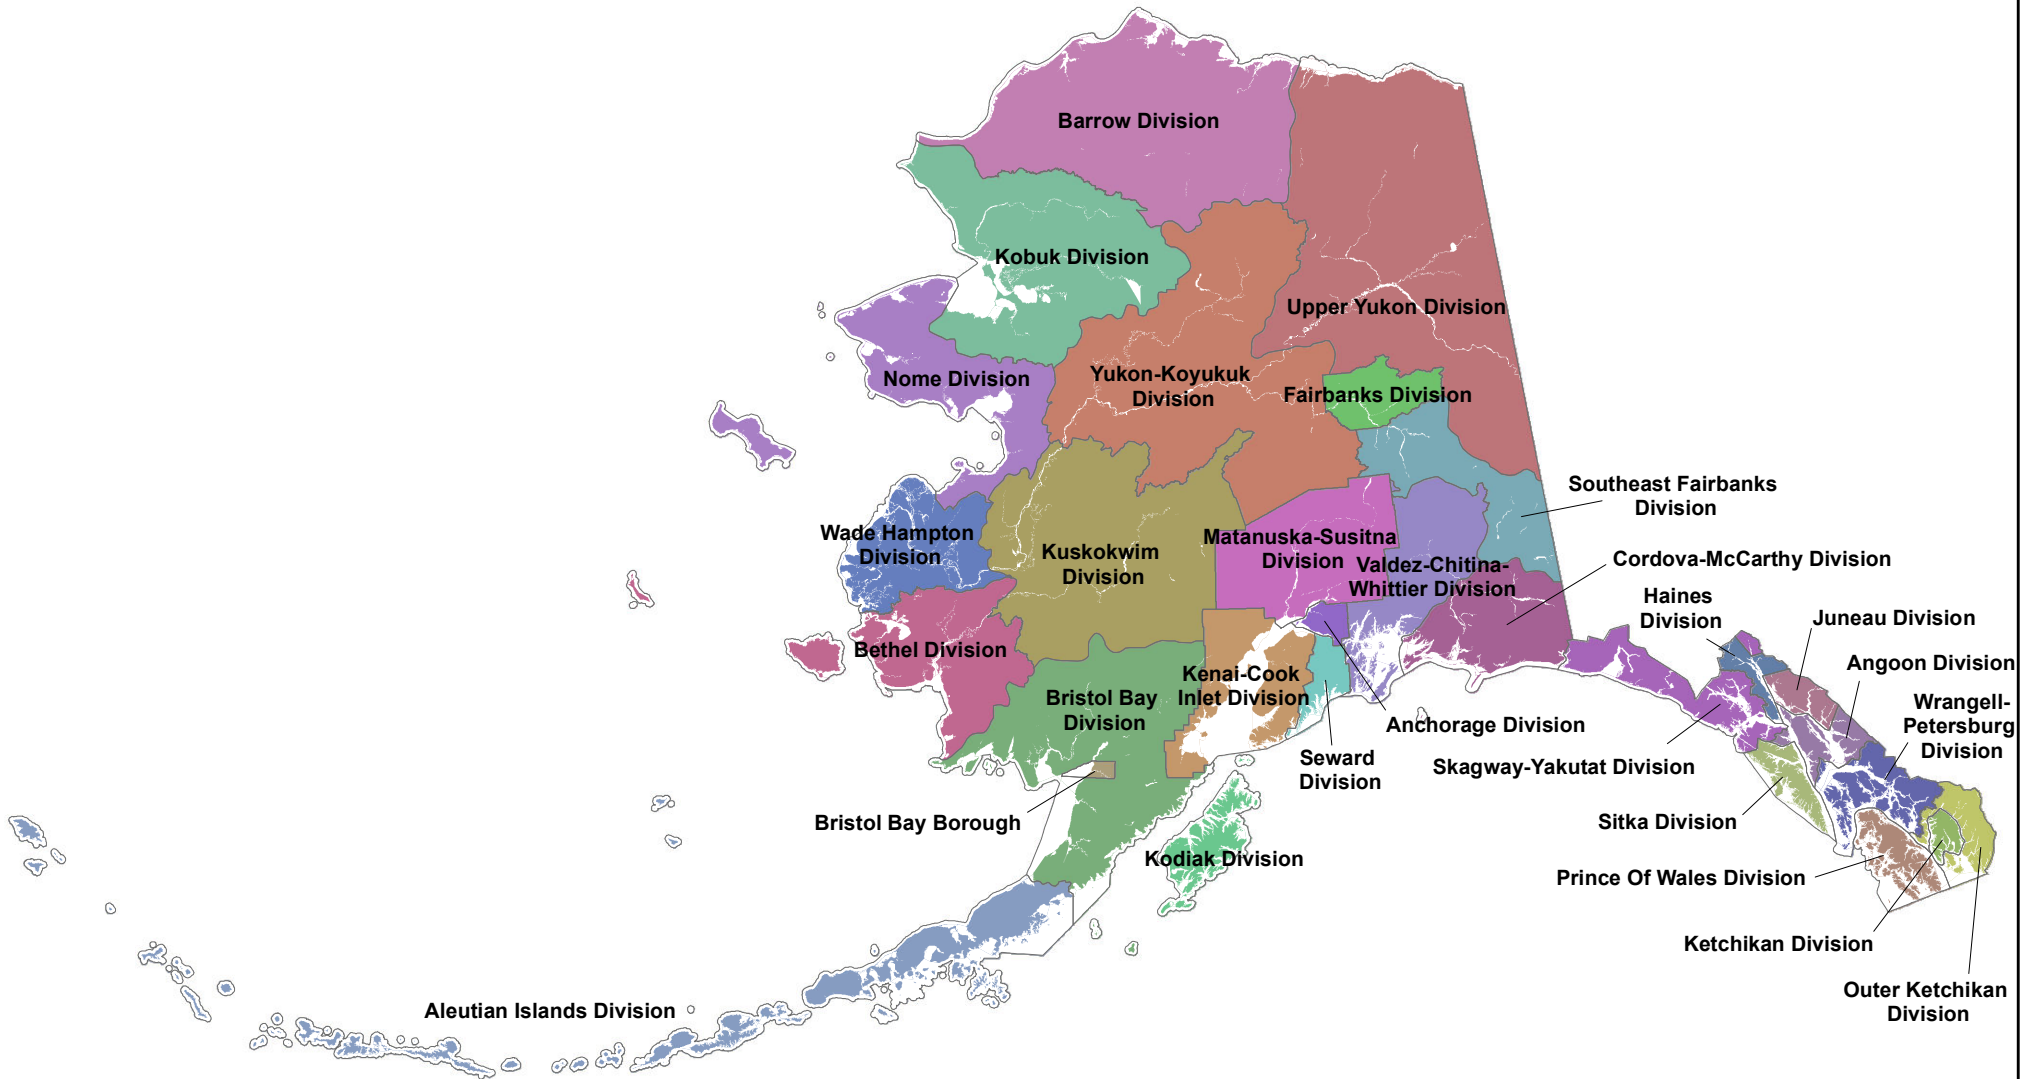 Barrow Division
Kobuk Division
Upper Yukon Division
Nome Division
Yukon-Koyukuk
Division
Fairbanks Division
Southeast Fairbanks
Division
Wade Hampton
Division
Kuskokwim
Division
Matanuska-Susitna
Division
Valdez-Chitina-
Whittier Division
Cordova-McCarthy Division
Haines
Division
Juneau Division
Angoon Division
Bethel Division
Bristol Bay
Division
Kenai-Cook
Inlet Division
Wrangell-
Petersburg
Division
Anchorage Division
Seward
Division
Skagway-Yakutat Division
Bristol Bay Borough
Sitka Division
Kodiak Division
Prince Of Wales Division
Ketchikan Division
Outer Ketchikan
Division
Aleutian Islands Division